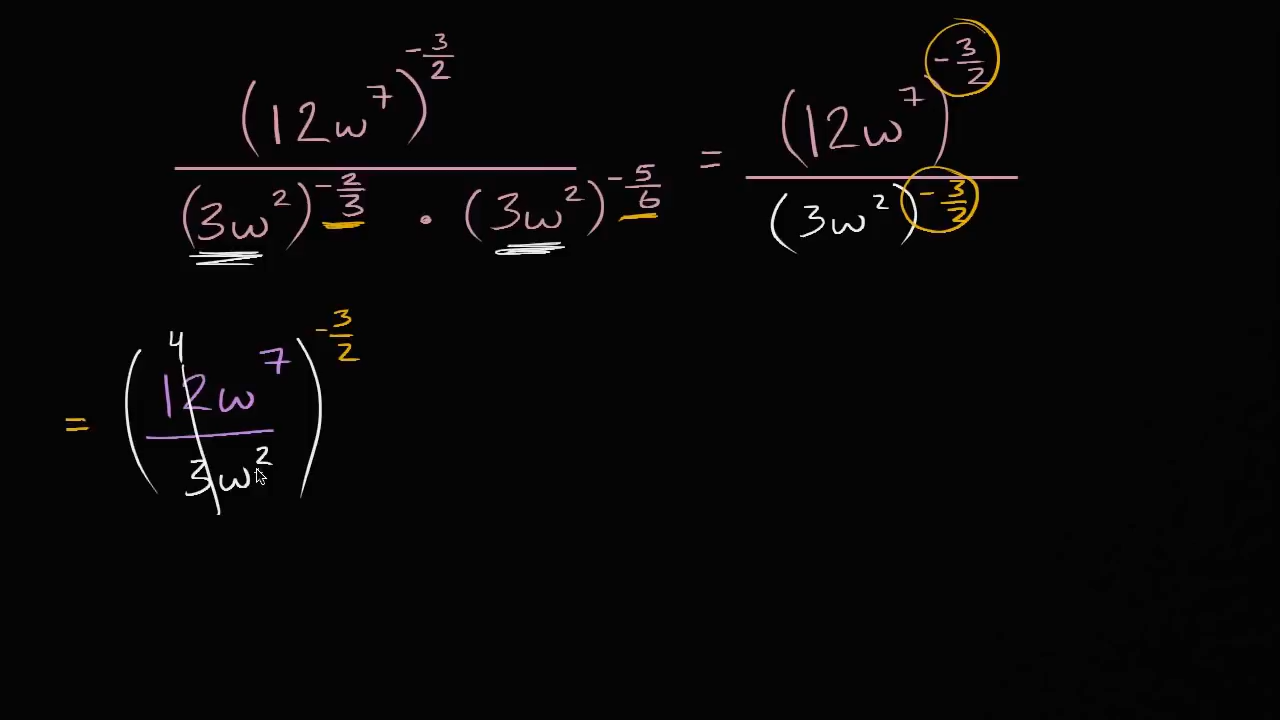 (12w^7)^{-3/2} / ((3w^2)^{-2/3} · (3w^2)^{-5/6}) = (12w^7)^{-3/2} / (3w^2)^{-3/2}
4
= (12w^7 / 3w^2)^{-3/2}